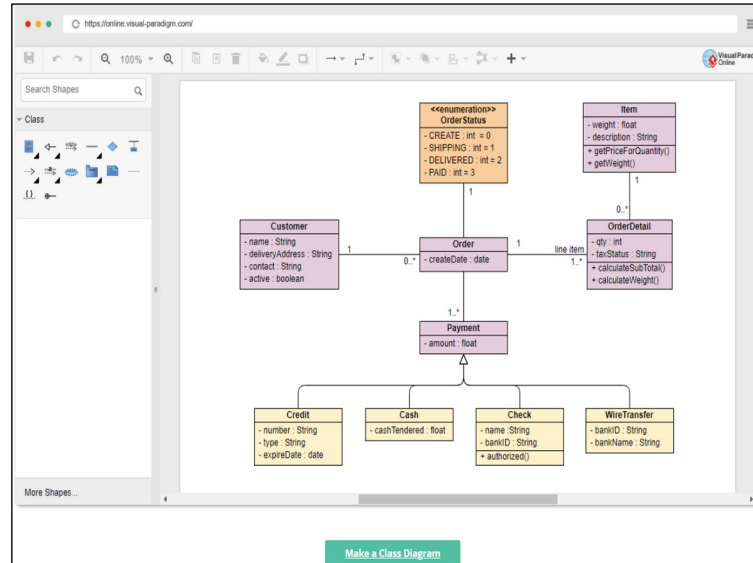 https://online.visual-paradigm.com/
100%
Visual Parad
Online
Search Shapes
Class
<<enumeration>>
OrderStatus
- CREATE : int = 0
- SHIPPING : int = 1
- DELIVERED : int = 2
- PAID : int = 3
1
Item
- weight : float
- description : String
+ getPriceForQuantity()
+ getWeight()
1
0..*
Customer
- name : String
- deliveryAddress : String
- contact : String
- active : boolean
1
0..*
Order
- createDate : date
1
line item
1..*
OrderDetail
- qty : int
- taxStatus : String
+ calculateSubTotal()
+ calculateWeight()
1..*
Payment
- amount : float
Credit
- number : String
- type : String
- expireDate : date
Cash
- cashTendered : float
Check
- name :String
- bankID : String
+ authorized()
WireTransfer
- bankID : String
- bankName : String
More Shapes...
Make a Class Diagram